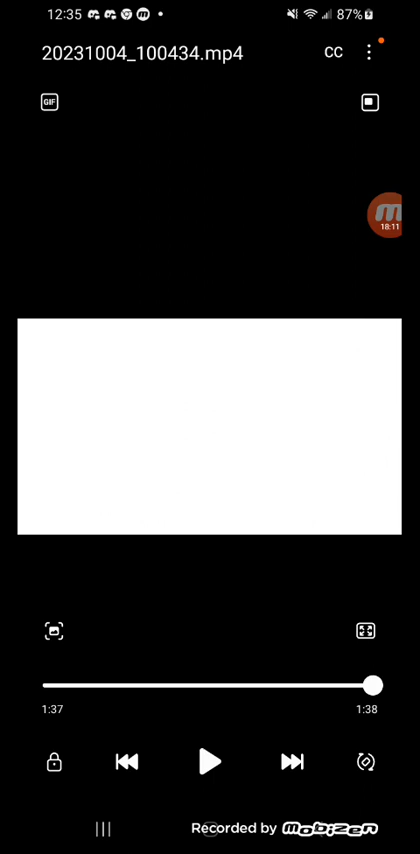 12:35 87%
20231004_100434.mp4 CC
GIF
18:11
1:37 1:38
Recorded by mobizen